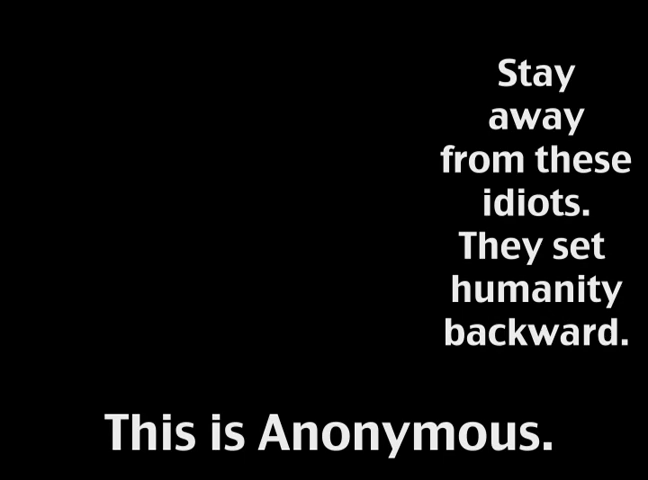 Stay
away
from these
idiots.
They set
humanity
backward.
This is Anonymous.